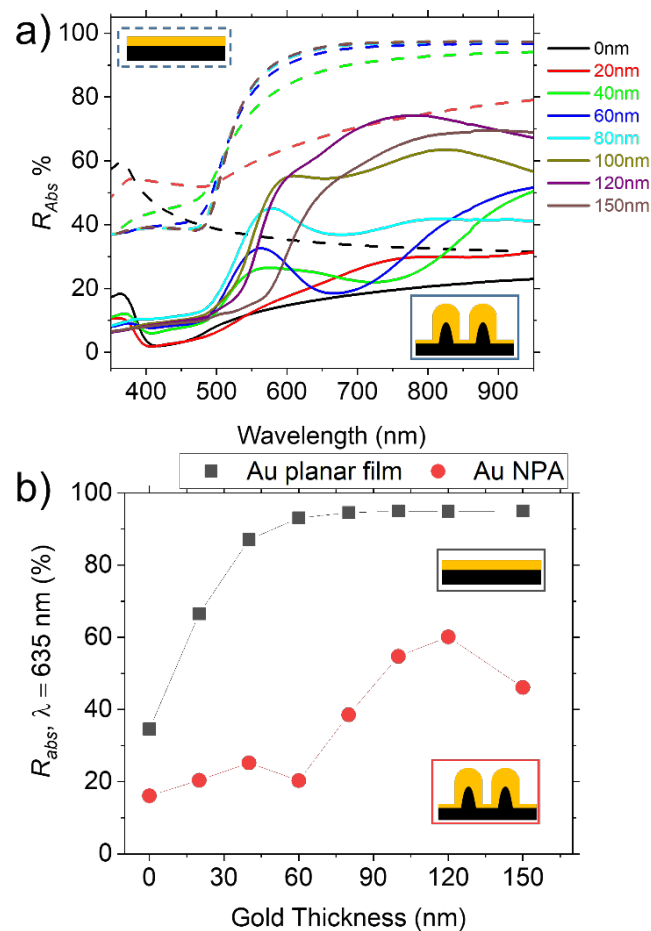 a)
R_Abs %
100
80
60
40
20
0
400 500 600 700 800 900
Wavelength (nm)
0nm
20nm
40nm
60nm
80nm
100nm
120nm
150nm
Au planar film Au NPA
b)
R_abs, λ = 635 nm (%)
100
80
60
40
20
0
0 30 60 90 120 150
Gold Thickness (nm)